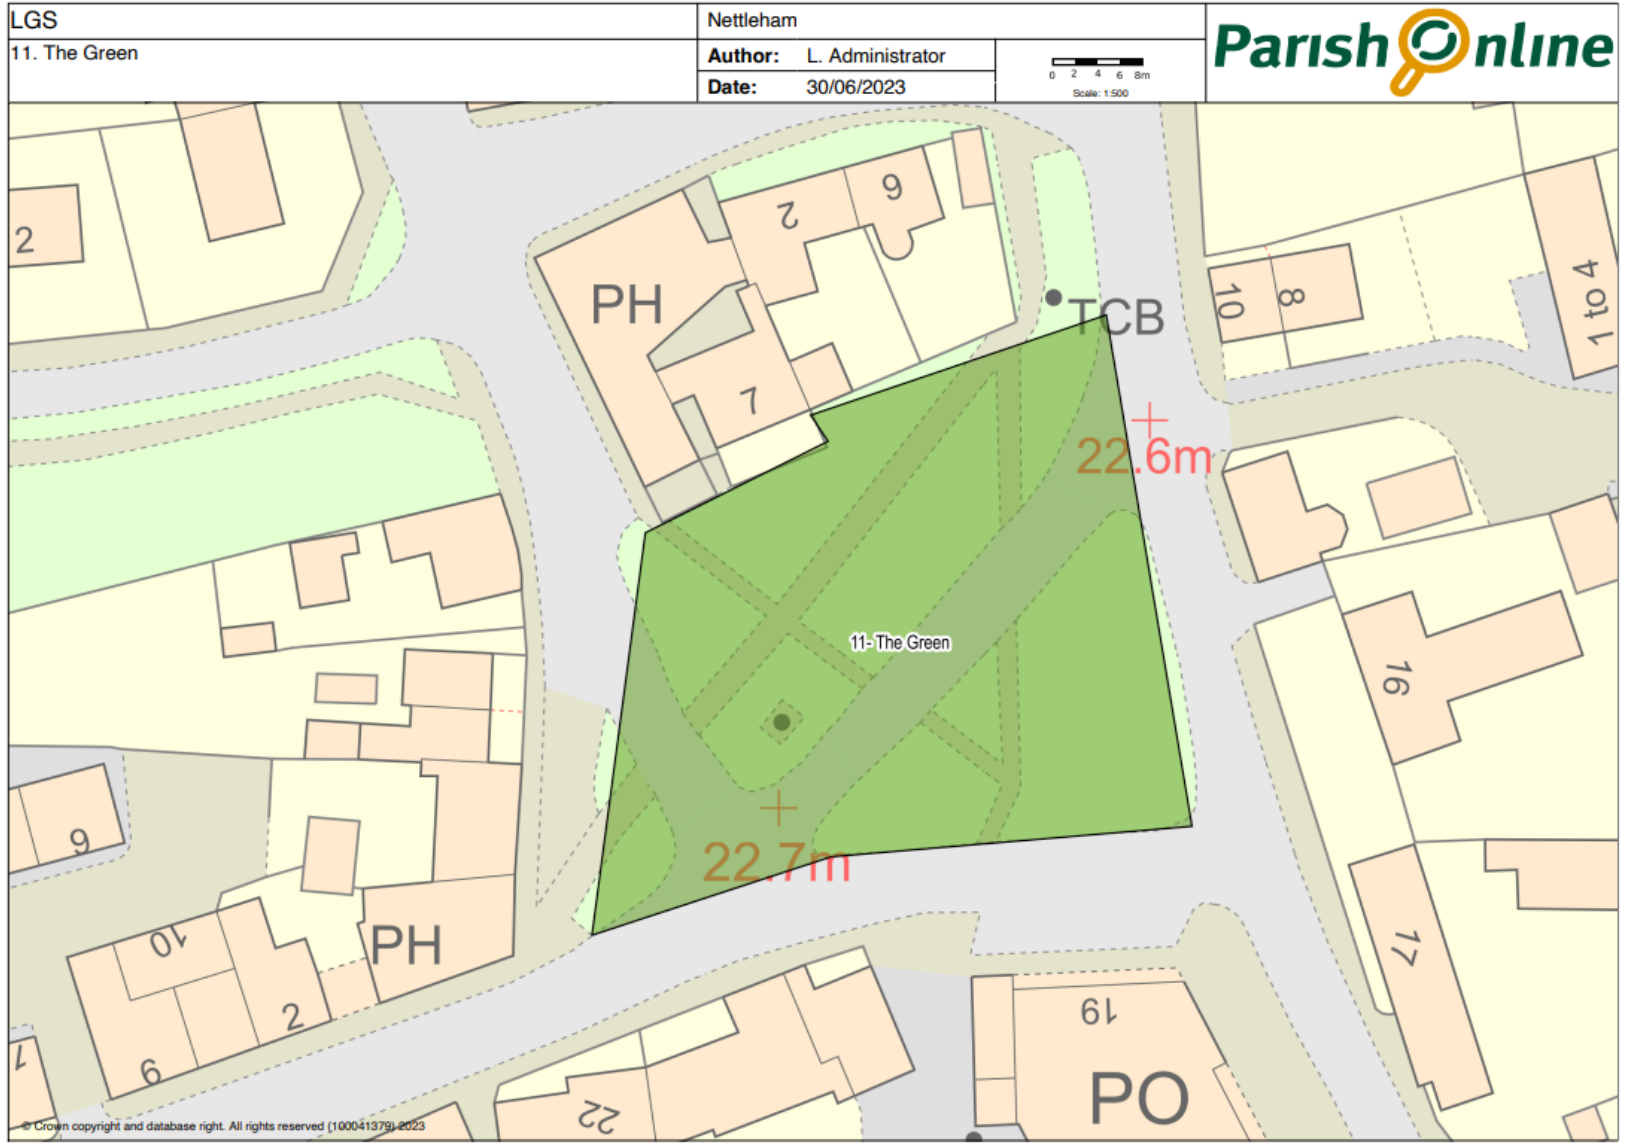 LGS
Nettleham
11. The Green
Author: L. Administrator
Date: 30/06/2023
0 2 4 6 8m
Scale: 1:500
Parish Online
2
PH
2
6
TCB
10
8
1 to 4
7
22.6m
11- The Green
16
22.7m
9
10
PH
2
9
17
19
PO
22
1
© Crown copyright and database right. All rights reserved (100041379) 2023